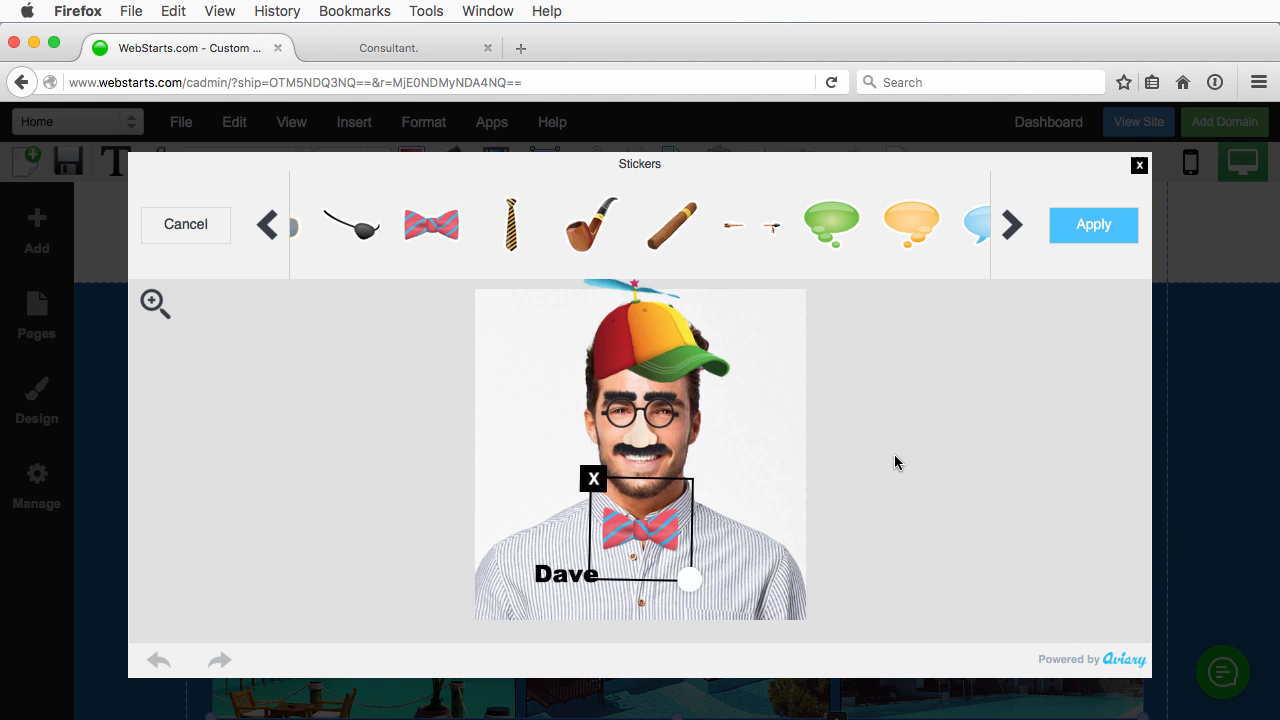 Firefox File Edit View History Bookmarks Tools Window Help
WebStarts.com - Custom ... Consultant.
www.webstarts.com/cadmin/?ship=OTM5NDQ3NQ==&r=MjE0NDMyNDA4NQ== Search
Home File Edit View Insert Format Apps Help Dashboard View Site Add Domain
T
Stickers
x
Cancel Apply
Add
Pages
Design
Manage
X
Dave
Powered by Aviary